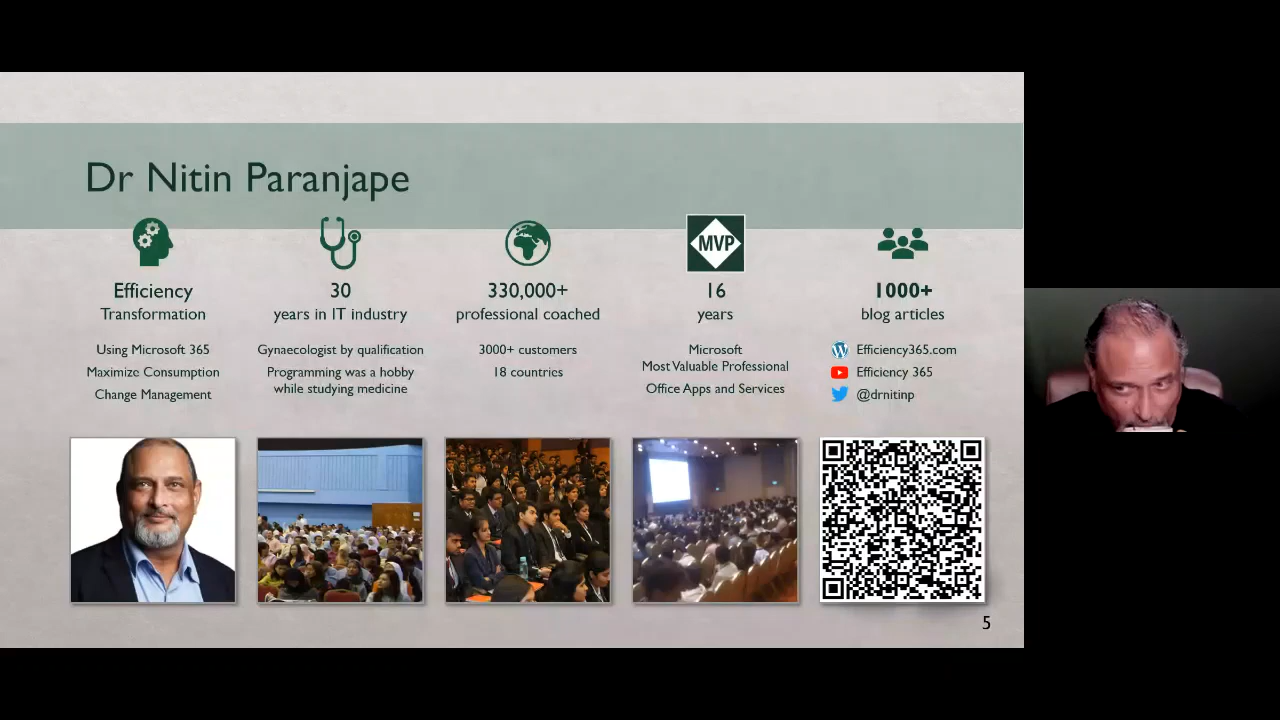 Dr Nitin Paranjape
Efficiency
Transformation
Using Microsoft 365
Maximize Consumption
Change Management
30
years in IT industry
Gynaecologist by qualification
Programming was a hobby
while studying medicine
330,000+
professional coached
3000+ customers
18 countries
MVP
16
years
Microsoft
Most Valuable Professional
Office Apps and Services
1000+
blog articles
Efficiency365.com
Efficiency 365
@drnitinp
5